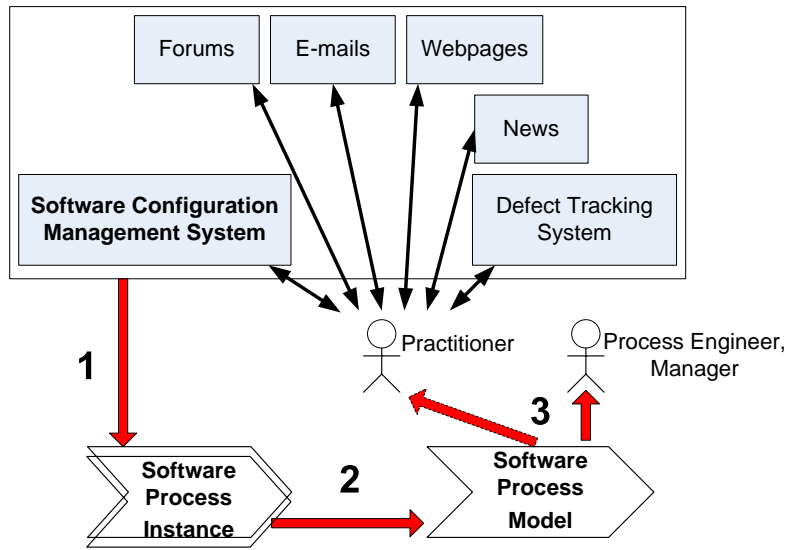 Forums
E-mails
Webpages
News
Software Configuration
Management System
Defect Tracking
System
Practitioner
Process Engineer,
Manager
1
3
Software
Process
Instance
2
Software
Process
Model